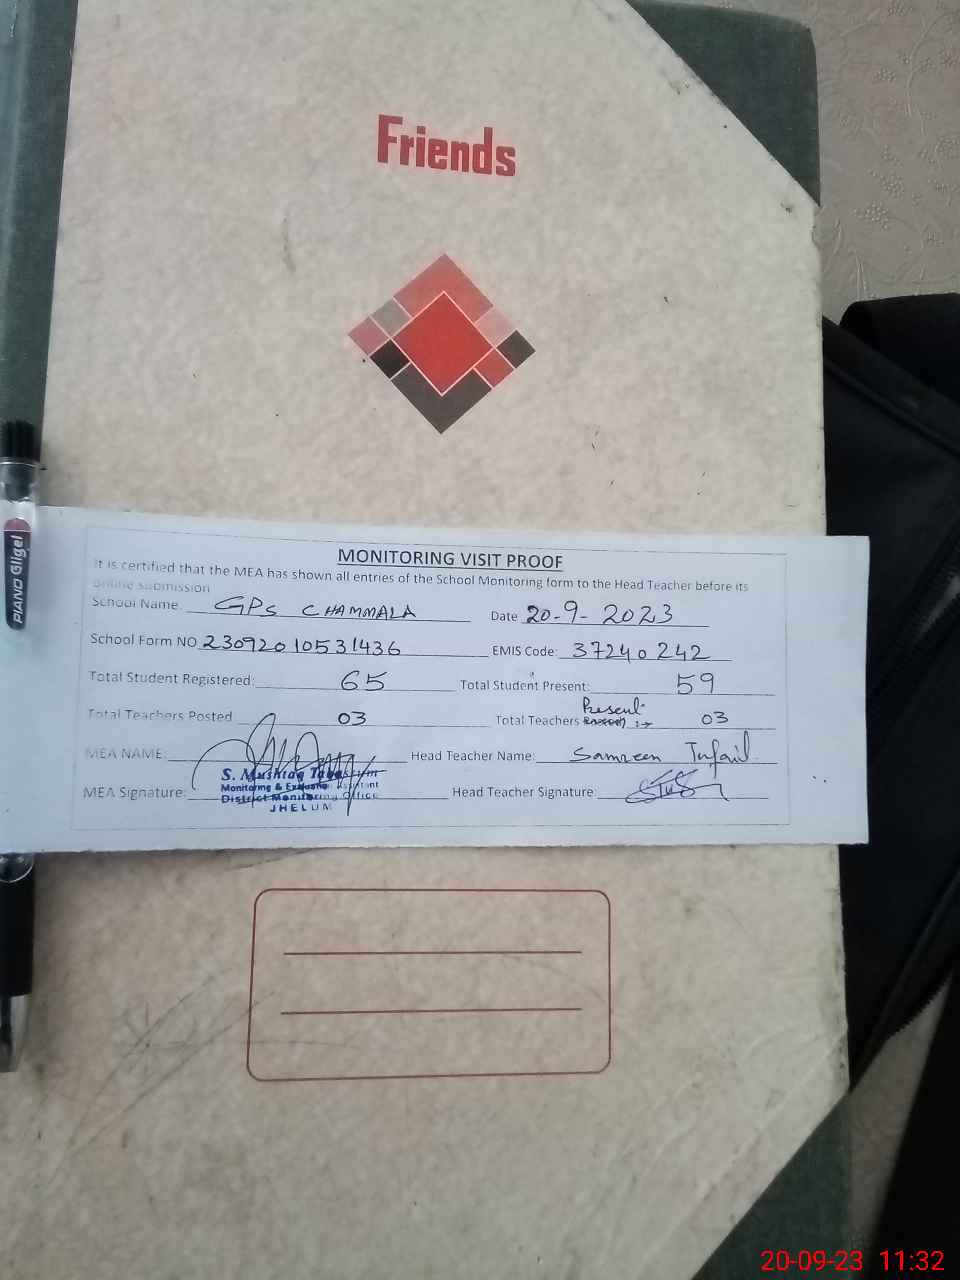 Friends
PIANO Gligel
MONITORING VISIT PROOF
It is certified that the MEA has shown all entries of the School Monitoring form to the Head Teacher before its
online submission
School Name: GPS CHAMMALA Date 20-9-2023
School Form NO 23092010531436 EMIS Code: 37240242
Total Student Registered: 65 Total Student Present: 59
Total Teachers Posted 03 Total Teachers Present :→ 03
MEA NAME: Head Teacher Name: Samreen Tufail
S. Mushtaq
Monitoring & Evaluation Assistant
MEA Signature: Head Teacher Signature:
District Monitoring Office
JHELUM
20-09-23 11:32